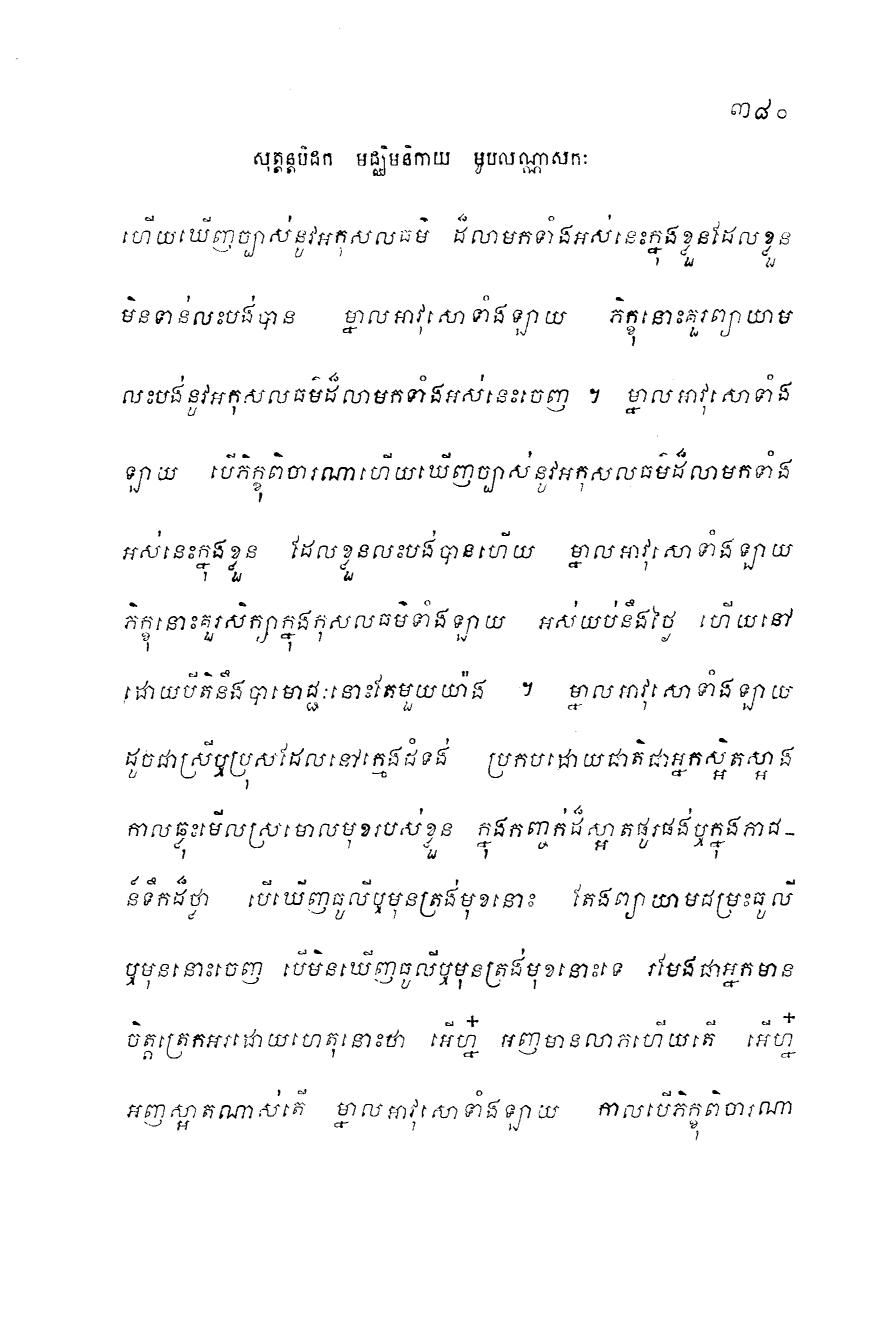 ៣៨០
សុត្តន្តបិដក មជ្ឈិមនិកាយ មូបលណ្ណាសកៈ
ហើយឃើញច្បាស់នូវអកុសលធម៌ ដ៏លាមកទាំងអស់នេះក្នុងខ្លួនដែលខ្លួន
មិនទាន់លះបង់បាន ម្នាលអាវុសោទាំងឡាយ ភិក្ខុនោះគួរព្យាយាម
លះបង់នូវអកុសលធម៌ដ៏លាមកទាំងអស់នេះចេញ ។ ម្នាលអាវុសោទាំង
ឡាយ បើភិក្ខុពិចារណាហើយឃើញច្បាស់នូវអកុសលធម៌ដ៏លាមកទាំង
អស់នេះក្នុងខ្លួន ដែលខ្លួនលះបង់បានហើយ ម្នាលអាវុសោទាំងឡាយ
ភិក្ខុនោះគួរសិក្សាក្នុងកុសលធម៌ទាំងឡាយ អស់យប់នឹងថ្ងៃ ហើយនៅ
ដោយបីតិនឹងបាមោជ្ជៈនោះតែមួយយ៉ាង ។ ម្នាលអាវុសោទាំងឡាយ
ដូចជាស្រីឬប្រុសដែលនៅក្មេងជំទង់ ប្រកបដោយជាតិជាអ្នកស្អិតស្អាង
កាលឆ្លុះមើលស្រមោលមុខរបស់ខ្លួន ក្នុងកញ្ចក់ដ៏ស្អាតផូរផង់ឬក្នុងភាជ-
ន៍ទឹកដ៏ថ្លា បើឃើញធូលីឬមុនត្រង់មុខនោះ តែងព្យាយាមជម្រះធូលី
ឬមុននោះចេញ បើមិនឃើញធូលីឬមុនត្រង់មុខនោះទេ រមែងជាអ្នកមាន
ចិត្តត្រេកអរដោយហេតុនោះថា អើហ្ន៎ អញមានលាភហើយតើ អើហ្ន៎
អញស្អាតណាស់តើ ម្នាលអាវុសោទាំងឡាយ កាលបើភិក្ខុពិចារណា